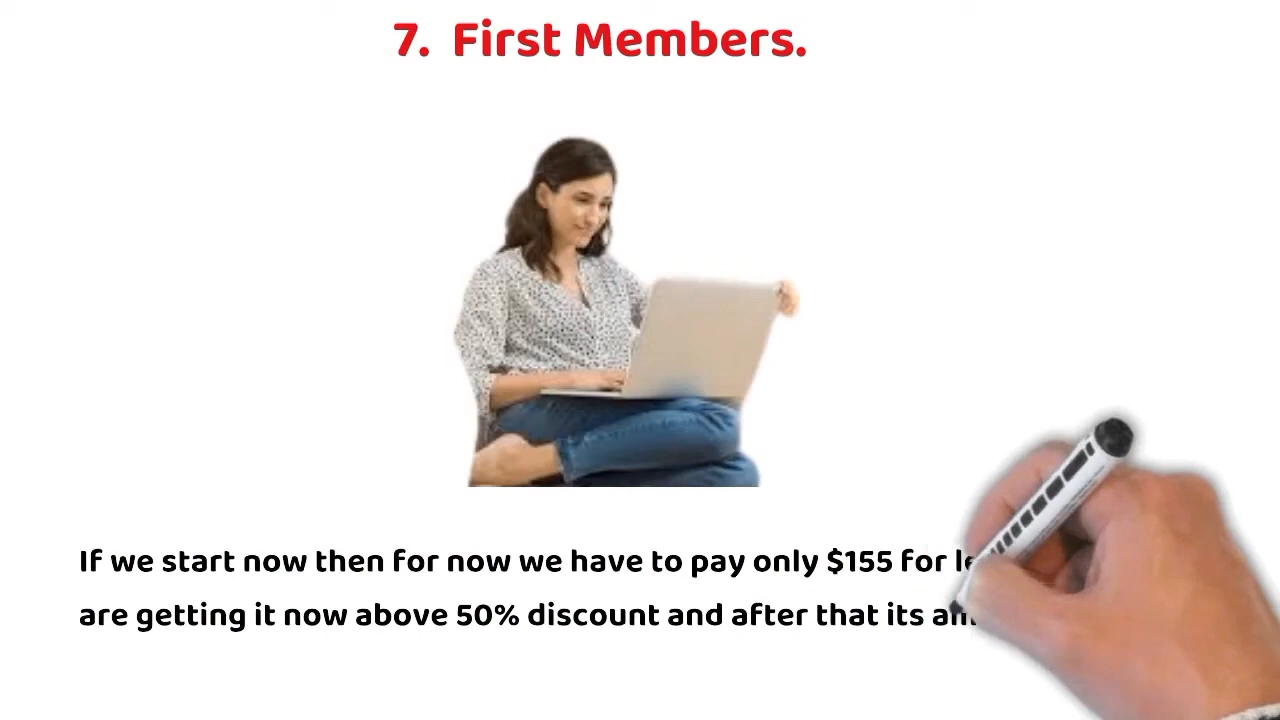 7. First Members.
If we start now then for now we have to pay only $155 for
are getting it now above 50% discount and after that its